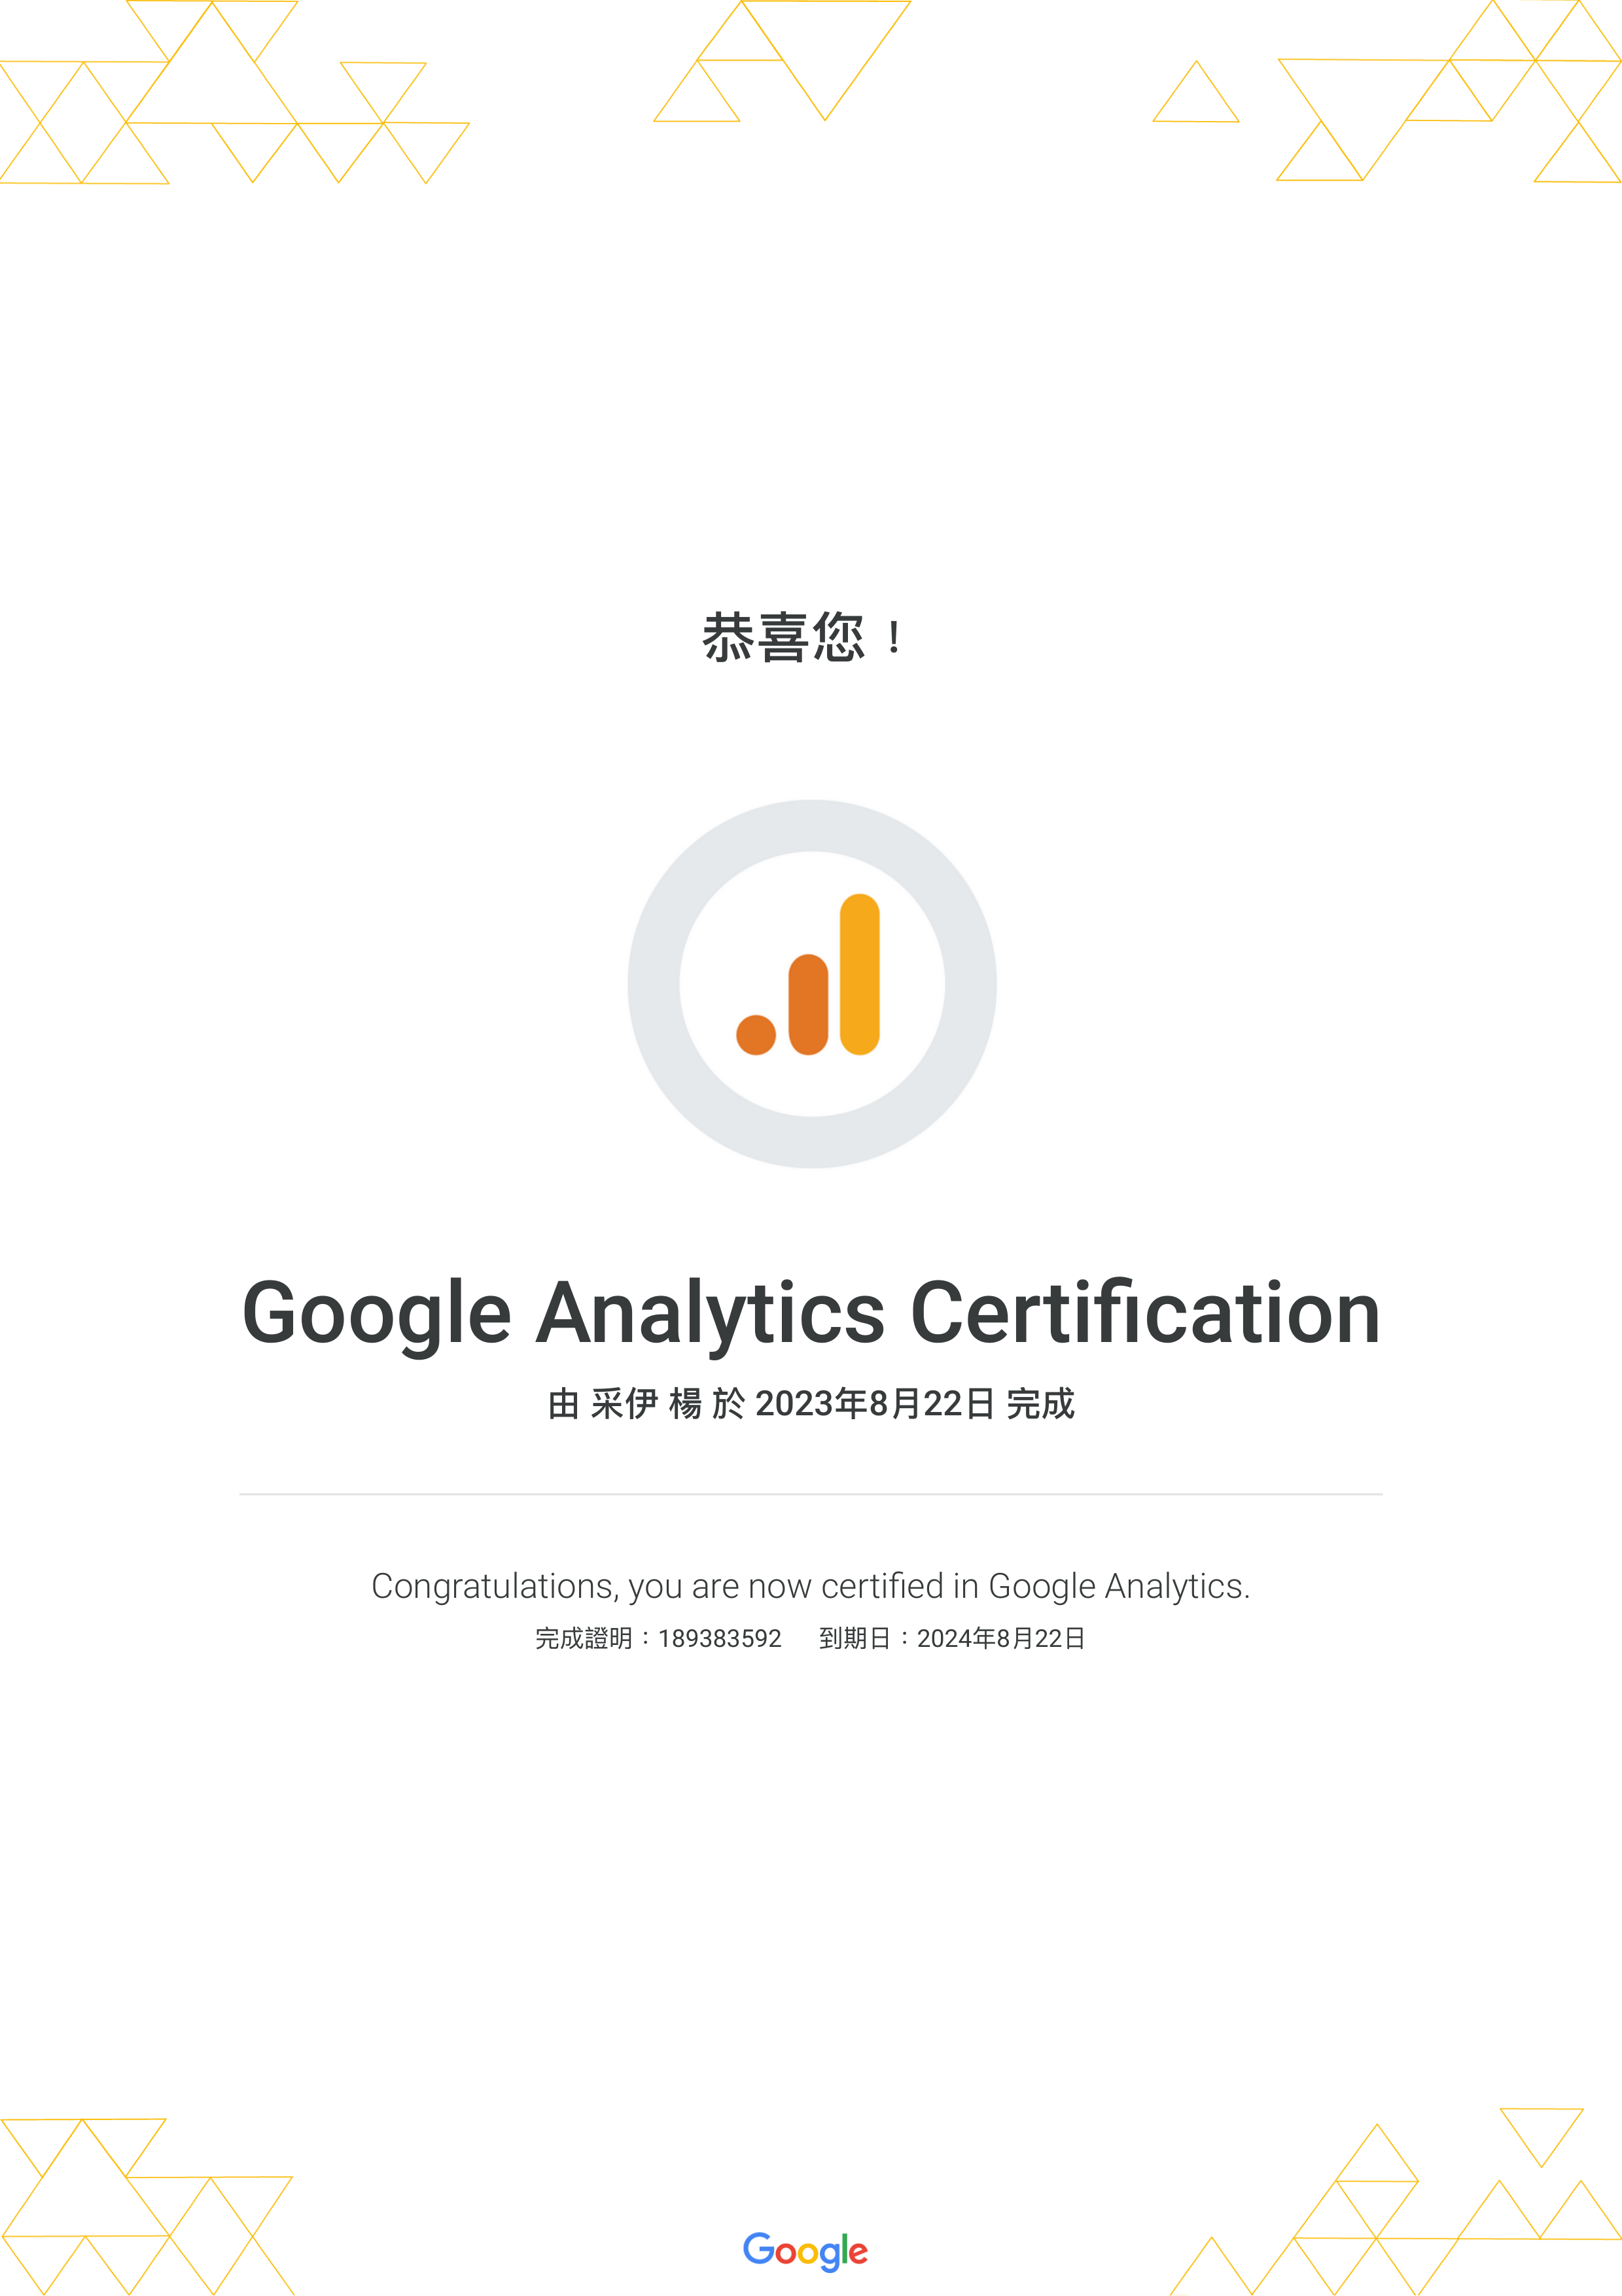 恭喜您！
Google Analytics Certification
由 采伊 楊 於 2023年8月22日 完成
Congratulations, you are now certified in Google Analytics.
完成證明：189383592 到期日：2024年8月22日
Google